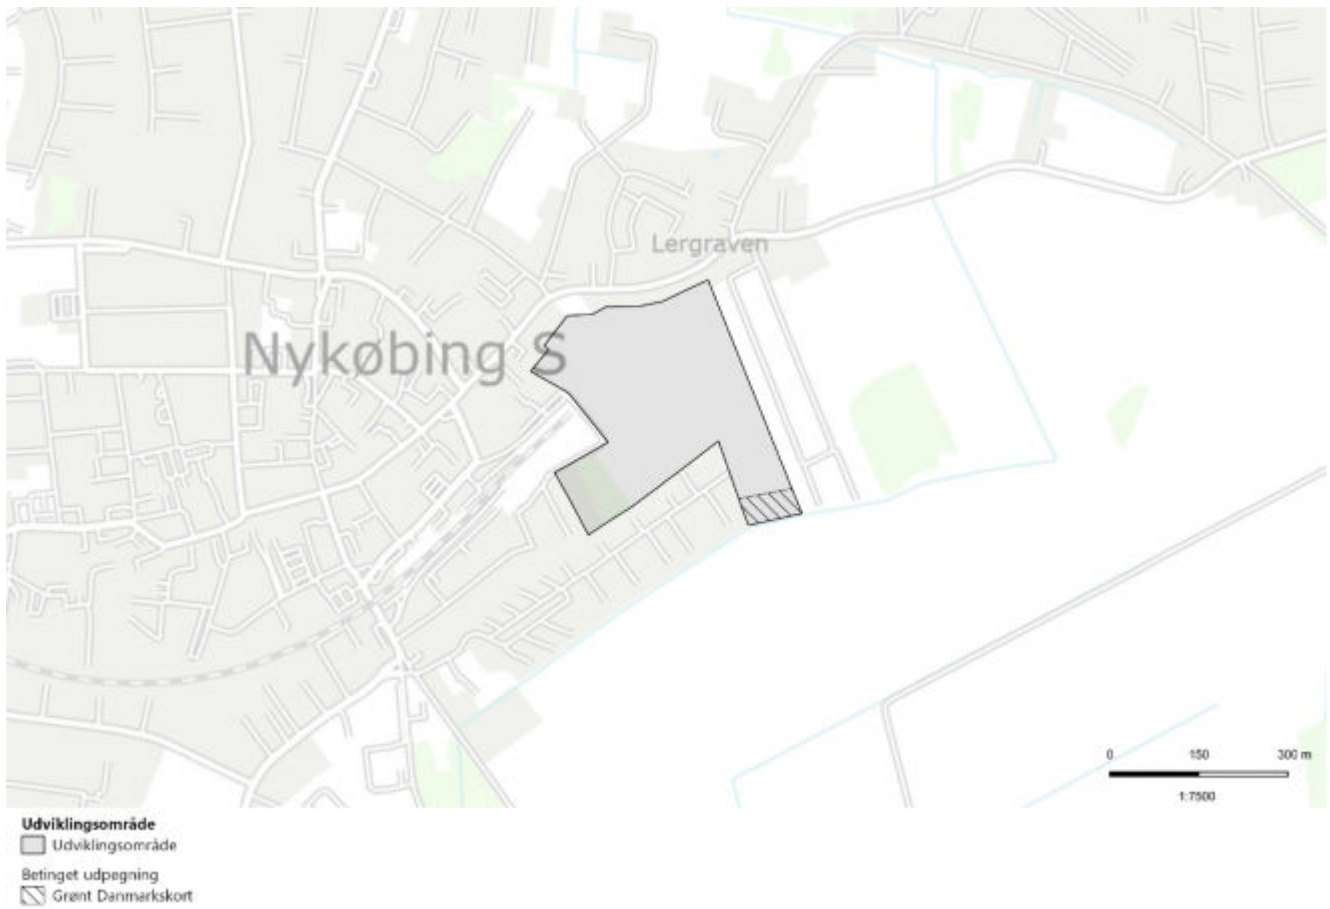 Lergraven
Nykøbing S
0 150 300 m
1:7500
Udviklingsområde
Udviklingsområde
Betinget udpegning
Grønt Danmarkskort